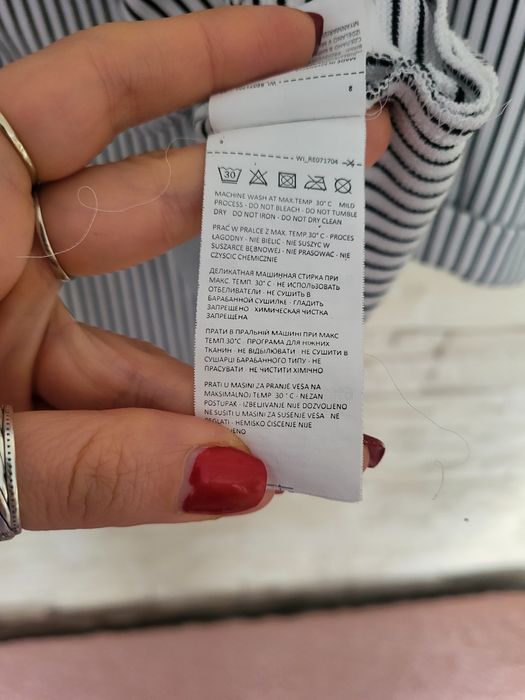 8
WI_RE071704
30
MACHINE WASH AT MAX.TEMP. 30°C MILD
PROCESS - DO NOT BLEACH - DO NOT TUMBLE
DRY DO NOT IRON - DO NOT DRY CLEAN
PRAĆ W PRALCE Z MAX. TEMP 30°C - PROCES
ŁAGODNY - NIE BIELIĆ - NIE SUSZYĆ W
SUSZARCE BĘBNOWEJ - NIE PRASOWAĆ - NIE
CZYŚCIĆ CHEMICZNIE
ДЕЛИКАТНАЯ МАШИННАЯ СТИРКА ПРИ
МАКС. ТЕМП. 30°C - НЕ ИСПОЛЬЗОВАТЬ
ОТБЕЛИВАТЕЛИ - НЕ СУШИТЬ В
БАРАБАННОЙ СУШИЛКЕ - ГЛАДИТЬ
ЗАПРЕЩЕНО - ХИМИЧЕСКАЯ ЧИСТКА
ЗАПРЕЩЕНА
ПРАТИ В ПРАЛЬНІЙ МАШИНІ ПРИ МАКС
ТЕМП.30°C - ПРОГРАМА ДЛЯ НІЖНИХ
ТКАНИН - НЕ ВІДБІЛЮВАТИ - НЕ СУШИТИ В
СУШАРЦІ БАРАБАННОГО ТИПУ - НЕ
ПРАСУВАТИ - НЕ ЧИСТИТИ ХІМІЧНО
PRATI U MAŠINI ZA PRANJE VEŠA NA
MAKSIMALNOJ TEMP. 30°C - NEŽAN
POSTUPAK - IZBELJIVANJE NIJE DOZVOLJENO
NE SUŠITI U MAŠINI ZA SUŠENJE VEŠA NE
PEGLATI - HEMIJSKO ČIŠĆENJE NIJE